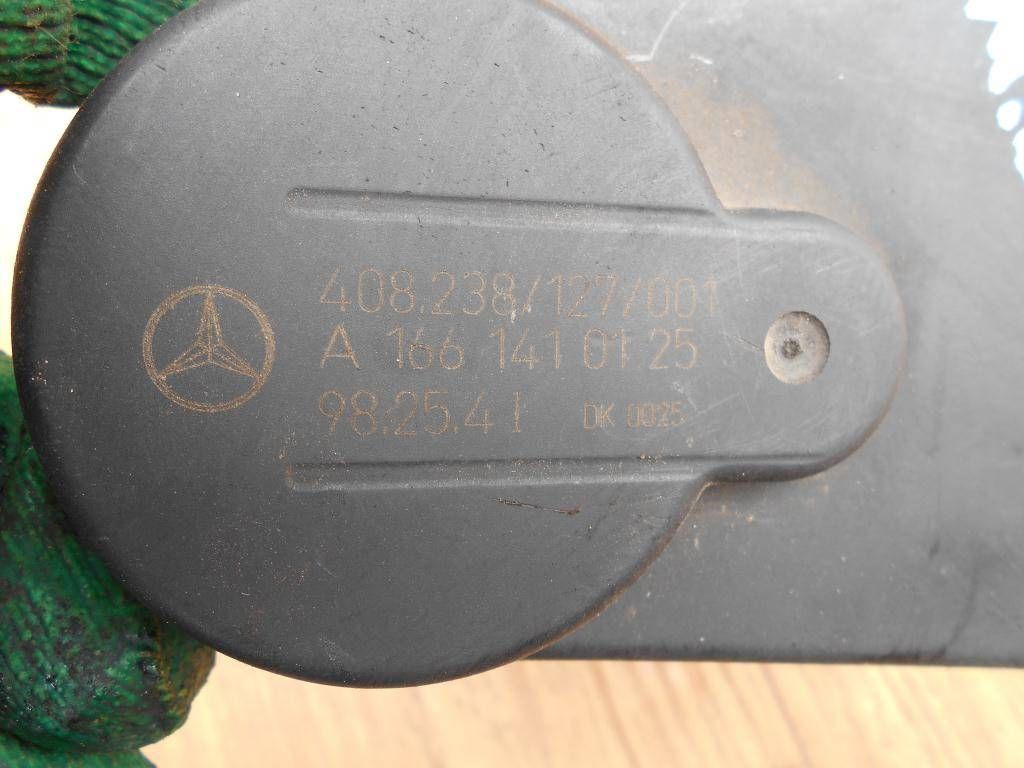 408.238/127/001
A 166 141 01 25
98.25.4 I DK 0025